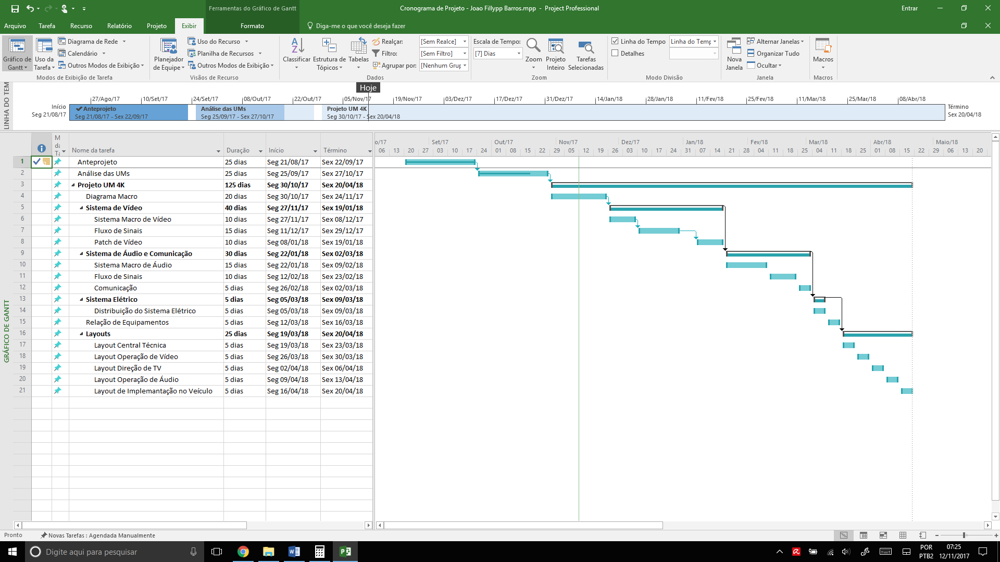 Ferramentas do Gráfico de Gantt
Cronograma de Projeto - Joao Fillypp Barros.mpp - Project Professional
Entrar
Arquivo Tarefa Recurso Relatório Projeto Exibir Formato Diga-me o que você deseja fazer
Gráfico de Gantt
Uso da Tarefa
Diagrama de Rede
Calendário
Outros Modos de Exibição
Modos de Exibição de Tarefa
Planejador de Equipe
Uso do Recurso
Planilha de Recursos
Outros Modos de Exibição
Visões de Recurso
Classificar
Estrutura de Tópicos
Tabelas
Realçar: [Sem Realce]
Filtro: [Sem Filtro]
Agrupar por: [Nenhum Grup
Dados
Escala de Tempo:
[7] Dias
Zoom
Projeto Inteiro
Tarefas Selecionadas
Zoom
Linha do Tempo Linha do Temp
Detalhes
Modo Divisão
Nova Janela
Alternar Janelas
Organizar Tudo
Ocultar
Janela
Macros
Macros
LINHA DO TEM
Hoje
27/Ago/17 10/Set/17 24/Set/17 08/Out/17 22/Out/17 05/Nov/17 19/Nov/17 03/Dez/17 17/Dez/17 31/Dez/17 14/Jan/18 28/Jan/18 11/Fev/18 25/Fev/18 11/Mar/18 25/Mar/18 08/Abr/18
Início
Seg 21/08/17
Anteprojeto
Seg 21/08/17 - Sex 22/09/17
Análise das UMs
Seg 25/09/17 - Sex 27/10/17
Projeto UM 4K
Seg 30/10/17 - Sex 20/04/18
Término
Sex 20/04/18
GRÁFICO DE GANTT
M da Ta Nome da tarefa Duração Início Término
o/17 Set/17 Out/17 Nov/17 Dez/17 Jan/18 Fev/18 Mar/18 Abr/18 Maio/18
06 13 20 27 03 10 17 24 01 08 15 22 29 05 12 19 26 03 10 17 24 31 07 14 21 28 04 11 18 25 04 11 18 25 01 08 15 22 29 06 13 20
1 Anteprojeto 25 dias Seg 21/08/17 Sex 22/09/17
2 Análise das UMs 25 dias Seg 25/09/17 Sex 27/10/17
3 Projeto UM 4K 125 dias Seg 30/10/17 Sex 20/04/18
4 Diagrama Macro 20 dias Seg 30/10/17 Sex 24/11/17
5 Sistema de Vídeo 40 dias Seg 27/11/17 Sex 19/01/18
6 Sistema Macro de Vídeo 10 dias Seg 27/11/17 Sex 08/12/17
7 Fluxo de Sinais 15 dias Seg 11/12/17 Sex 29/12/17
8 Patch de Vídeo 10 dias Seg 08/01/18 Sex 19/01/18
9 Sistema de Áudio e Comunicação 30 dias Seg 22/01/18 Sex 02/03/18
10 Sistema Macro de Áudio 15 dias Seg 22/01/18 Sex 09/02/18
11 Fluxo de Sinais 10 dias Seg 12/02/18 Sex 23/02/18
12 Comunicação 5 dias Seg 26/02/18 Sex 02/03/18
13 Sistema Elétrico 5 dias Seg 05/03/18 Sex 09/03/18
14 Distribuição do Sistema Elétrico 5 dias Seg 05/03/18 Sex 09/03/18
15 Relação de Equipamentos 5 dias Seg 12/03/18 Sex 16/03/18
16 Layouts 25 dias Seg 19/03/18 Sex 20/04/18
17 Layout Central Técnica 5 dias Seg 19/03/18 Sex 23/03/18
18 Layout Operação de Vídeo 5 dias Seg 26/03/18 Sex 30/03/18
19 Layout Direção de TV 5 dias Seg 02/04/18 Sex 06/04/18
20 Layout Operação de Áudio 5 dias Seg 09/04/18 Sex 13/04/18
21 Layout de Implemantação no Veículo 5 dias Seg 16/04/18 Sex 20/04/18
Pronto Novas Tarefas : Agendada Manualmente
Digite aqui para pesquisar
POR
PTB2
07:25
12/11/2017